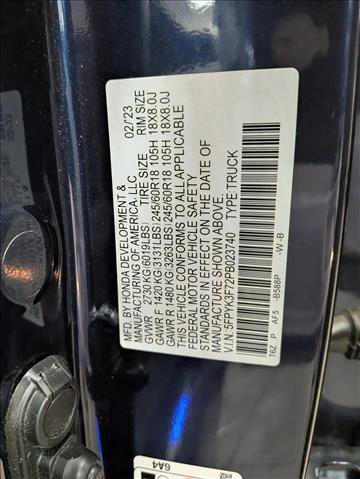 MFD BY HONDA DEVELOPMENT &
MANUFACTURING OF AMERICA, LLC 02/'23
GVWR 2730 KG(6019LBS) TIRE SIZE RIM SIZE
GAWR F 1420 KG(3131LBS) 245/60R18 105H 18X8.0J
GAWR R 1480 KG(3263LBS) 245/60R18 105H 18X8.0J
THIS VEHICLE CONFORMS TO ALL APPLICABLE
FEDERAL MOTOR VEHICLE SAFETY
STANDARDS IN EFFECT ON THE DATE OF
MANUFACTURE SHOWN ABOVE.
V.I.N.: 5FPYK3F72PB023740 TYPE:TRUCK
T6Z P AF5 -B588P -W -B
6A4